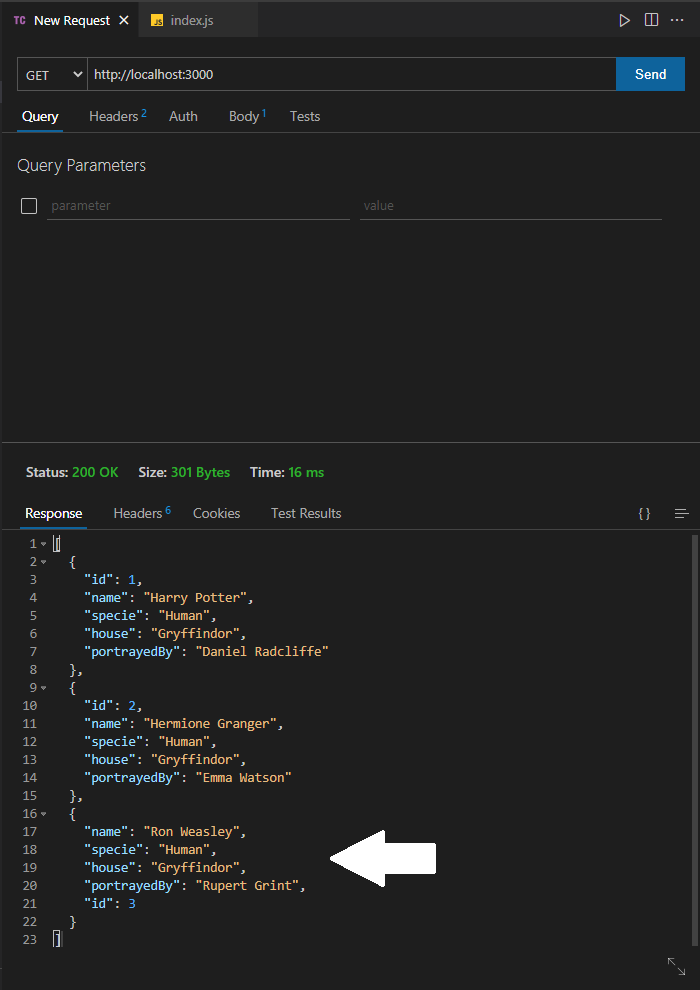 TC New Request JS index.js
GET http://localhost:3000 Send
Query Headers 2 Auth Body 1 Tests
Query Parameters
parameter value
Status: 200 OK Size: 301 Bytes Time: 16 ms
Response Headers 6 Cookies Test Results { }
1 [
2 {
3 "id": 1,
4 "name": "Harry Potter",
5 "specie": "Human",
6 "house": "Gryffindor",
7 "portrayedBy": "Daniel Radcliffe"
8 },
9 {
10 "id": 2,
11 "name": "Hermione Granger",
12 "specie": "Human",
13 "house": "Gryffindor",
14 "portrayedBy": "Emma Watson"
15 },
16 {
17 "name": "Ron Weasley",
18 "specie": "Human",
19 "house": "Gryffindor",
20 "portrayedBy": "Rupert Grint",
21 "id": 3
22 }
23 ]